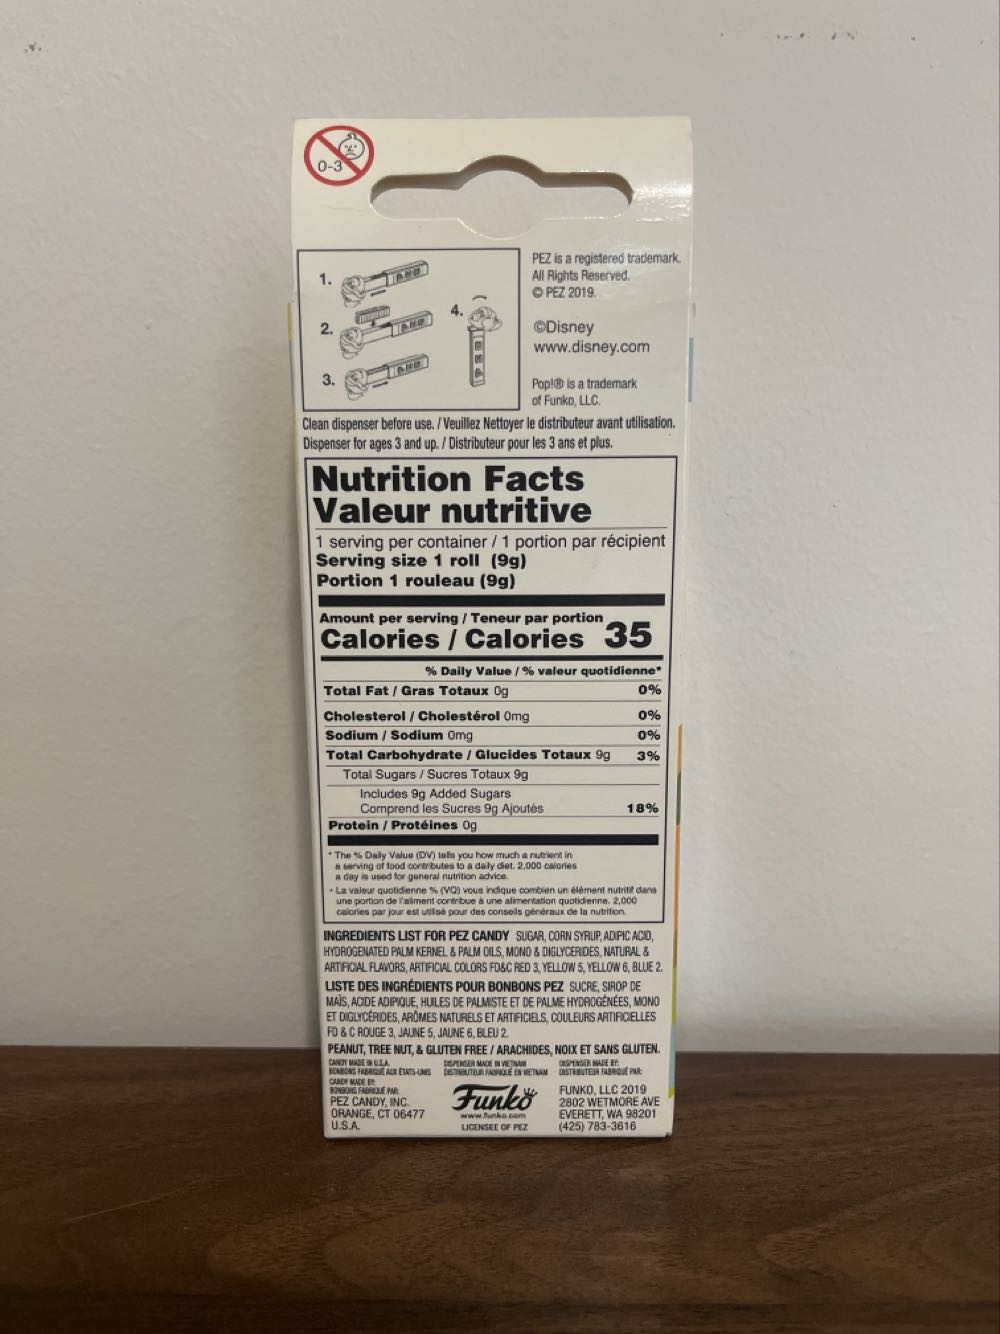 0-3
1.
2.
3.
4.
PEZ is a registered trademark.
All Rights Reserved.
© PEZ 2019.
©Disney
www.disney.com
Pop!® is a trademark
of Funko, LLC.
Clean dispenser before use. / Veuillez Nettoyer le distributeur avant utilisation.
Dispenser for ages 3 and up. / Distributeur pour les 3 ans et plus.
Nutrition Facts
Valeur nutritive
1 serving per container / 1 portion par récipient
Serving size 1 roll (9g)
Portion 1 rouleau (9g)
Amount per serving / Teneur par portion
Calories / Calories 35
% Daily Value / % valeur quotidienne*
Total Fat / Gras Totaux 0g 0%
Cholesterol / Cholestérol 0mg 0%
Sodium / Sodium 0mg 0%
Total Carbohydrate / Glucides Totaux 9g 3%
Total Sugars / Sucres Totaux 9g
Includes 9g Added Sugars
Comprend les Sucres 9g Ajoutés 18%
Protein / Protéines 0g
* The % Daily Value (DV) tells you how much a nutrient in
a serving of food contributes to a daily diet. 2,000 calories
a day is used for general nutrition advice.
* La valeur quotidienne % (VQ) vous indique combien un élément nutritif dans
une portion de l'aliment contribue à une alimentation quotidienne. 2,000
calories par jour est utilisé pour des conseils généraux de la nutrition.
INGREDIENTS LIST FOR PEZ CANDY SUGAR, CORN SYRUP, ADIPIC ACID,
HYDROGENATED PALM KERNEL & PALM OILS, MONO & DIGLYCERIDES, NATURAL &
ARTIFICIAL FLAVORS, ARTIFICIAL COLORS FD&C RED 3, YELLOW 5, YELLOW 6, BLUE 2.
LISTE DES INGRÉDIENTS POUR BONBONS PEZ SUCRE, SIROP DE
MAÏS, ACIDE ADIPIQUE, HUILES DE PALMISTE ET DE PALME HYDROGÉNÉES, MONO
ET DIGLYCÉRIDES, ARÔMES NATURELS ET ARTIFICIELS, COULEURS ARTIFICIELLES
FD & C ROUGE 3, JAUNE 5, JAUNE 6, BLEU 2.
PEANUT, TREE NUT, & GLUTEN FREE / ARACHIDES, NOIX ET SANS GLUTEN.
CANDY MADE IN U.S.A.
BONBONS FABRIQUÉ AUX ÉTATS-UNIS
CANDY MADE BY:
BONBONS FABRIQUÉ PAR:
PEZ CANDY, INC.
ORANGE, CT 06477
U.S.A.
DISPENSER MADE IN VIETNAM
DISTRIBUTEUR FABRIQUÉ EN VIETNAM
Funko
www.funko.com
LICENSEE OF PEZ
DISPENSER MADE BY:
DISTRIBUTEUR FABRIQUÉ PAR:
FUNKO, LLC 2019
2802 WETMORE AVE
EVERETT, WA 98201
(425) 783-3616